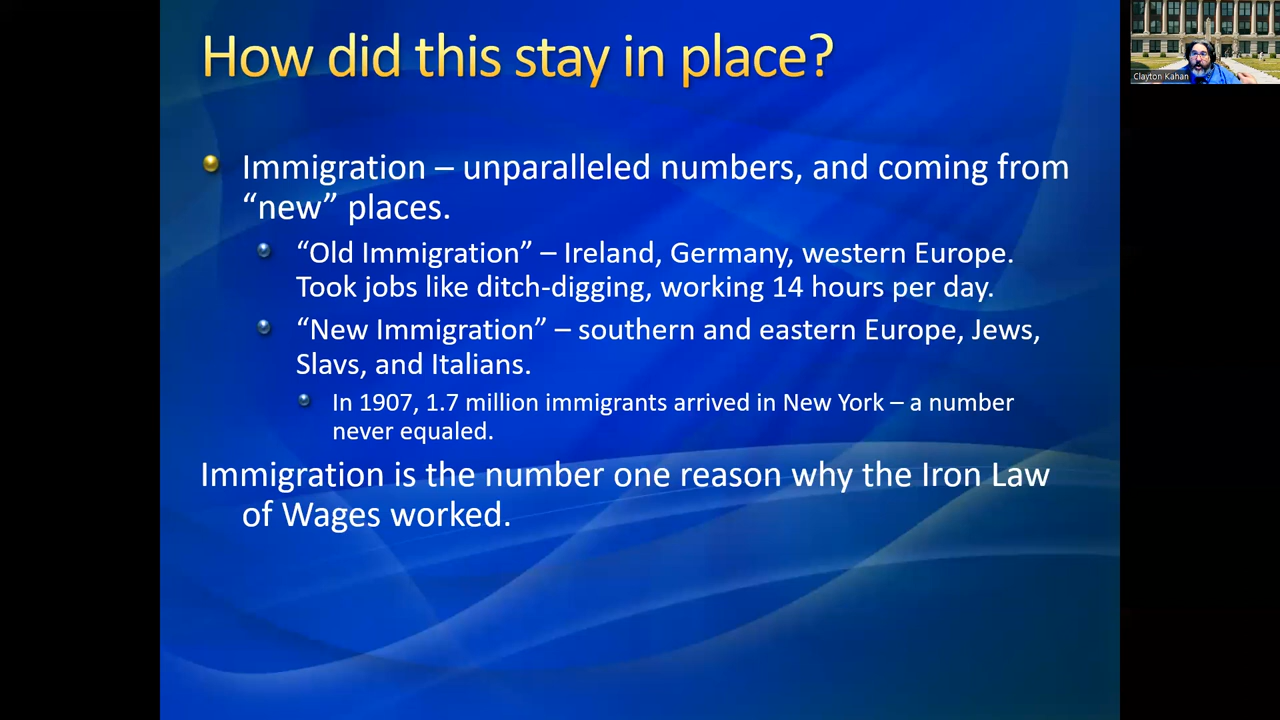 How did this stay in place?
Clayton Kahan
Immigration – unparalleled numbers, and coming from
“new” places.
“Old Immigration” – Ireland, Germany, western Europe.
Took jobs like ditch-digging, working 14 hours per day.
“New Immigration” – southern and eastern Europe, Jews,
Slavs, and Italians.
In 1907, 1.7 million immigrants arrived in New York – a number
never equaled.
Immigration is the number one reason why the Iron Law
of Wages worked.